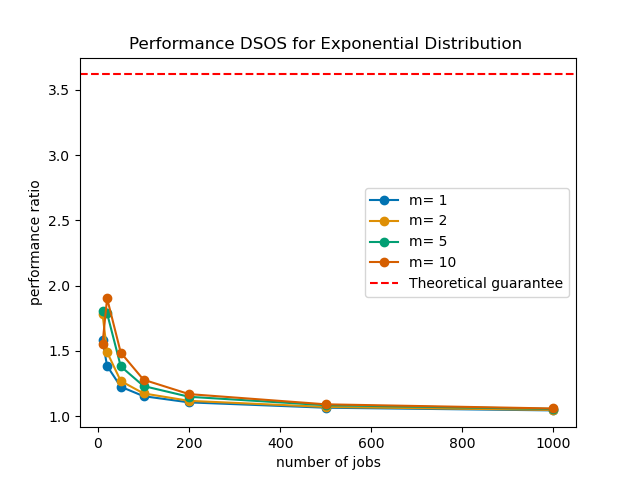 Performance DSOS for Exponential Distribution
performance ratio
3.5
3.0
2.5
2.0
1.5
1.0
m= 1
m= 2
m= 5
m= 10
Theoretical guarantee
0
200
400
600
800
1000
number of jobs